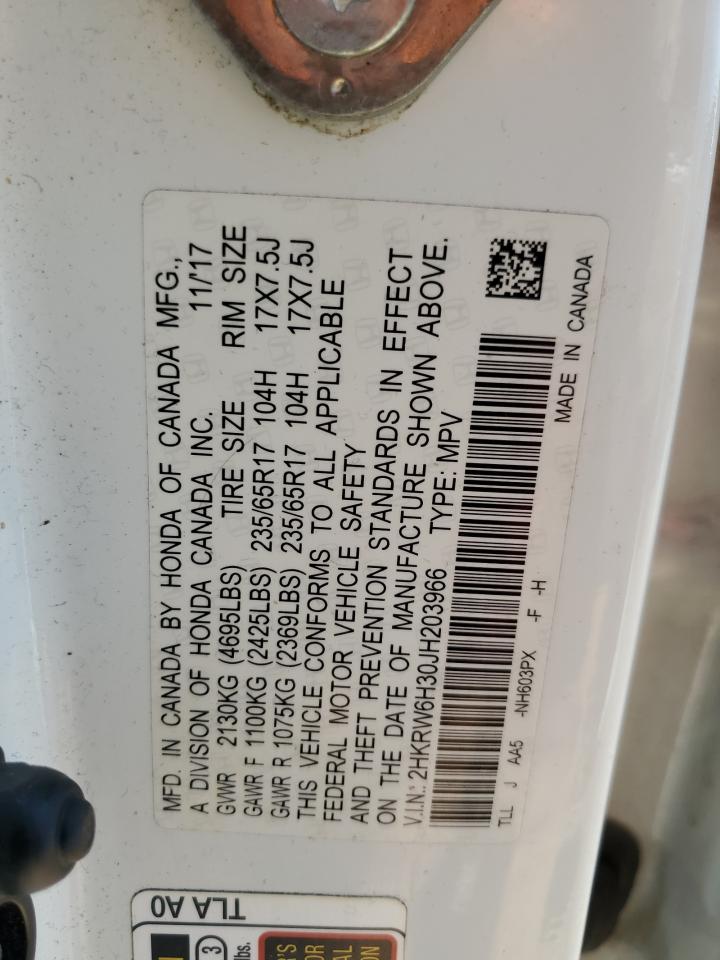 MFD. IN CANADA BY HONDA OF CANADA MFG.,
A DIVISION OF HONDA CANADA INC. 11/'17
GVWR 2130KG (4695LBS) TIRE SIZE RIM SIZE
GAWR F 1100KG (2425LBS) 235/65R17 104H 17X7.5J
GAWR R 1075KG (2369LBS) 235/65R17 104H 17X7.5J
THIS VEHICLE CONFORMS TO ALL APPLICABLE
FEDERAL MOTOR VEHICLE SAFETY
AND THEFT PREVENTION STANDARDS IN EFFECT
ON THE DATE OF MANUFACTURE SHOWN ABOVE.
V.I.N.: 2HKRW6H30JH203966 TYPE: MPV
TLL J AA5 -NH603PX -F -H
MADE IN CANADA
TLA A0
3
lbs.